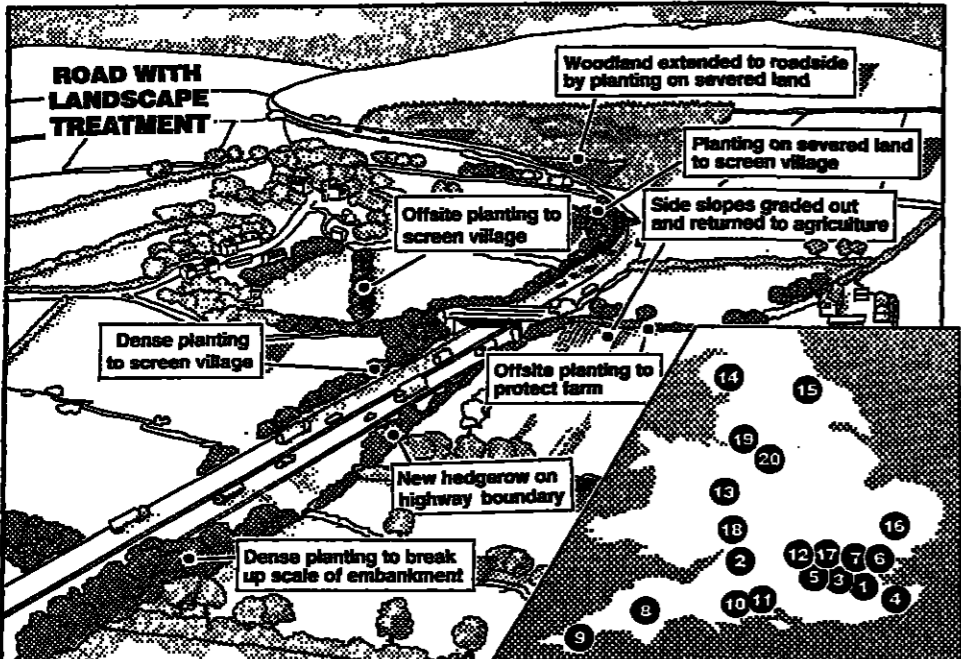 ROAD WITH
LANDSCAPE
TREATMENT
Woodland extended to roadside
by planting on severed land
Planting on severed land
to screen village
Side slopes graded out
and returned to agriculture
Offsite planting to
screen village
Dense planting
to screen village
Offsite planting to
protect farm
New hedgerow on
highway boundary
Dense planting to break
up scale of embankment
14
15
19
20
13
16
18
2
12
17
7
6
5
3
1
4
10
11
8
9